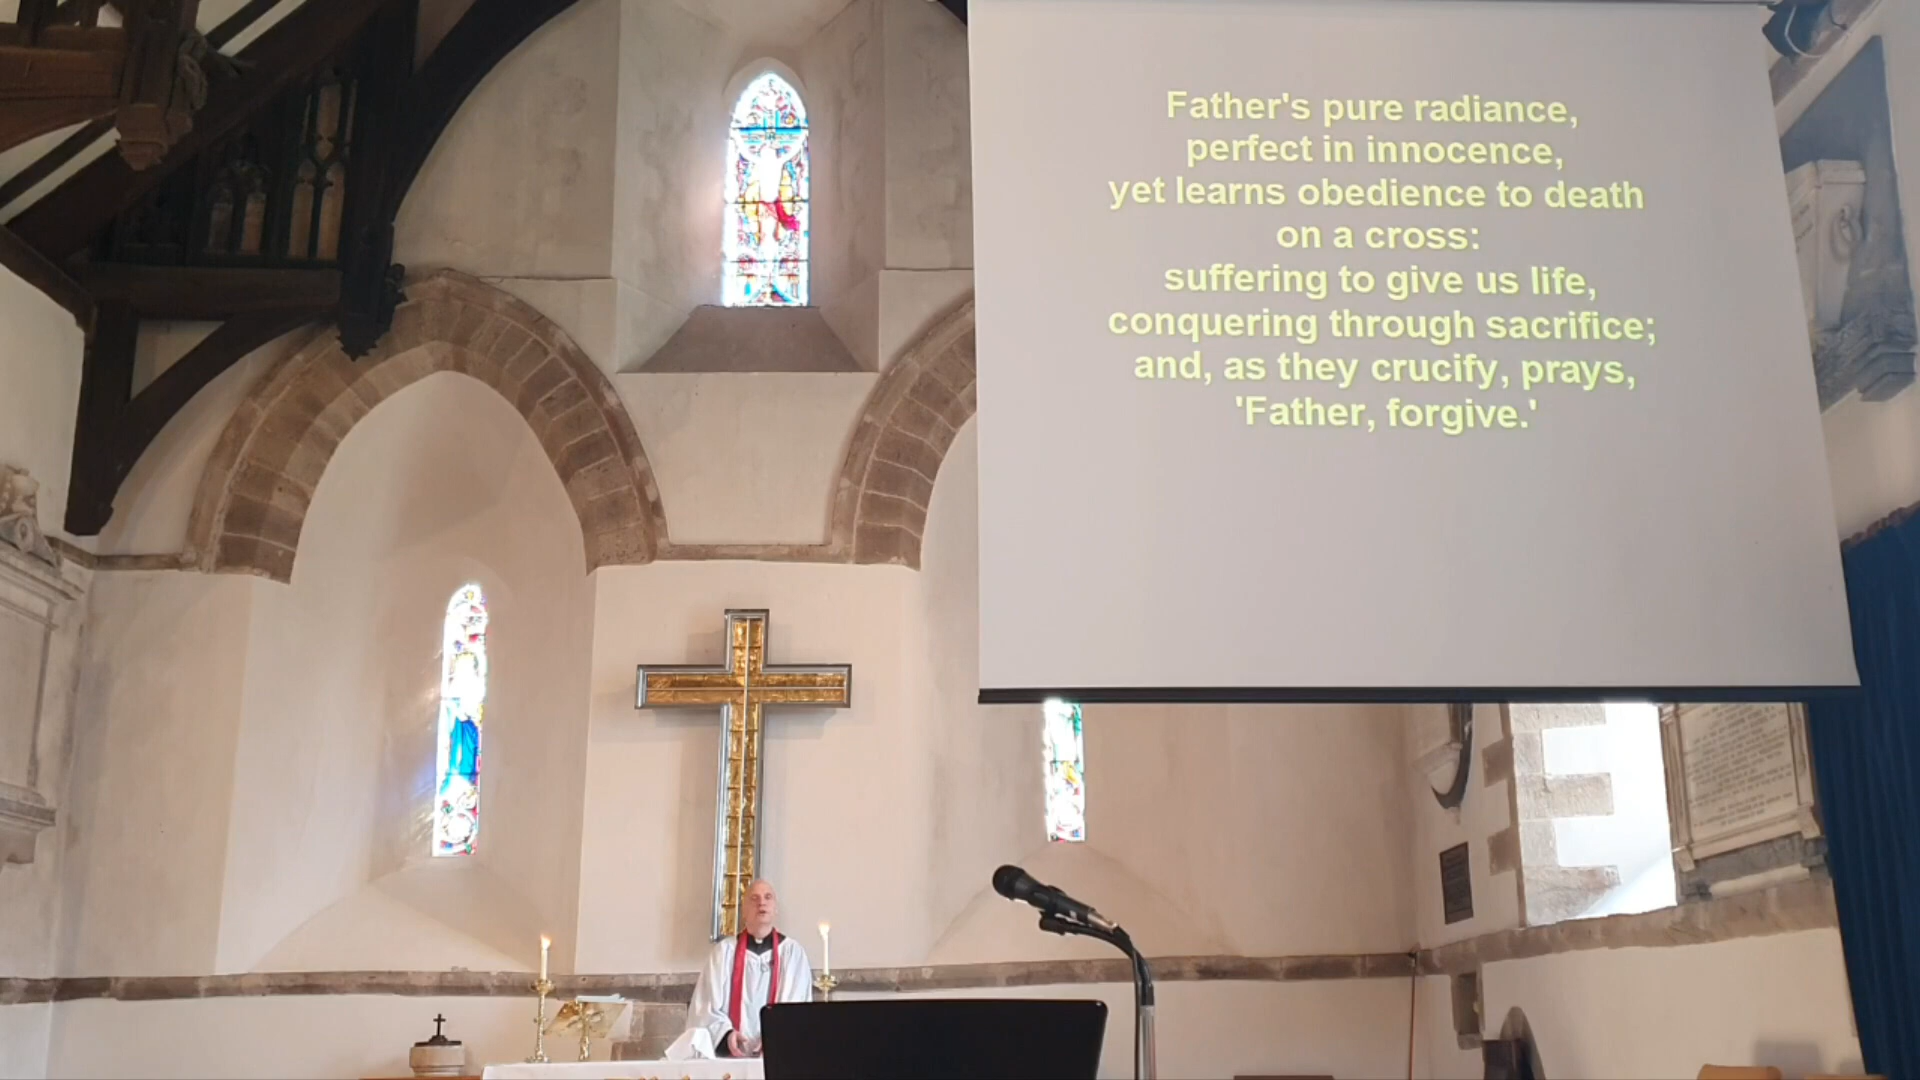 Father's pure radiance,
perfect in innocence,
yet learns obedience to death
on a cross:
suffering to give us life,
conquering through sacrifice;
and, as they crucify, prays,
'Father, forgive.'